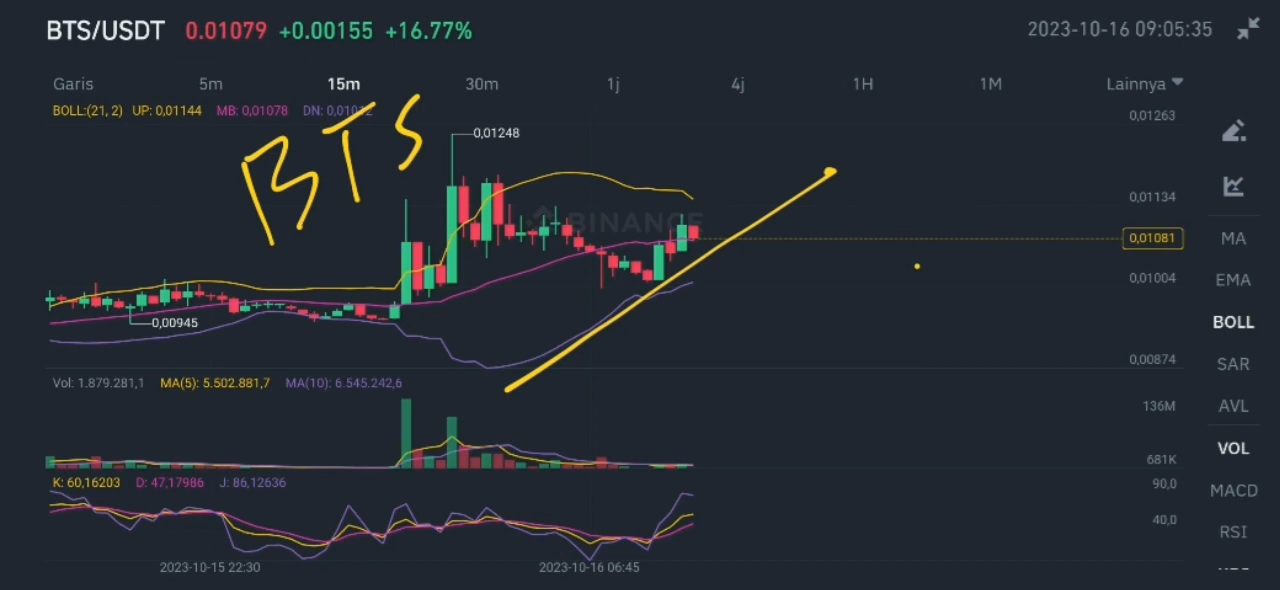 BTS/USDT 0.01079 +0.00155 +16.77% 2023-10-16 09:05:35
Garis 5m 15m 30m 1j 4j 1H 1M Lainnya
BOLL:(21, 2) UP: 0,01144 MB: 0,01078 DN: 0,01012
0,01263
BTS
0,01248
0,01134
BINANCE
0,01081
MA
0,01004
EMA
0,00945
BOLL
0,00874
SAR
Vol: 1.879.281,1 MA(5): 5.502.881,7 MA(10): 6.545.242,6
136M
AVL
VOL
681K
K: 60,16203 D: 47,17986 J: 86,12636
90,0
MACD
40,0
RSI
2023-10-15 22:30 2023-10-16 06:45